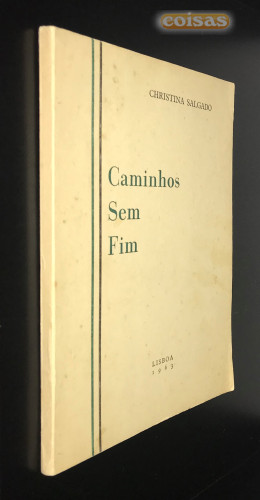 coisas
CHRISTINA SALGADO
Caminhos
Sem
Fim
LISBOA
1963